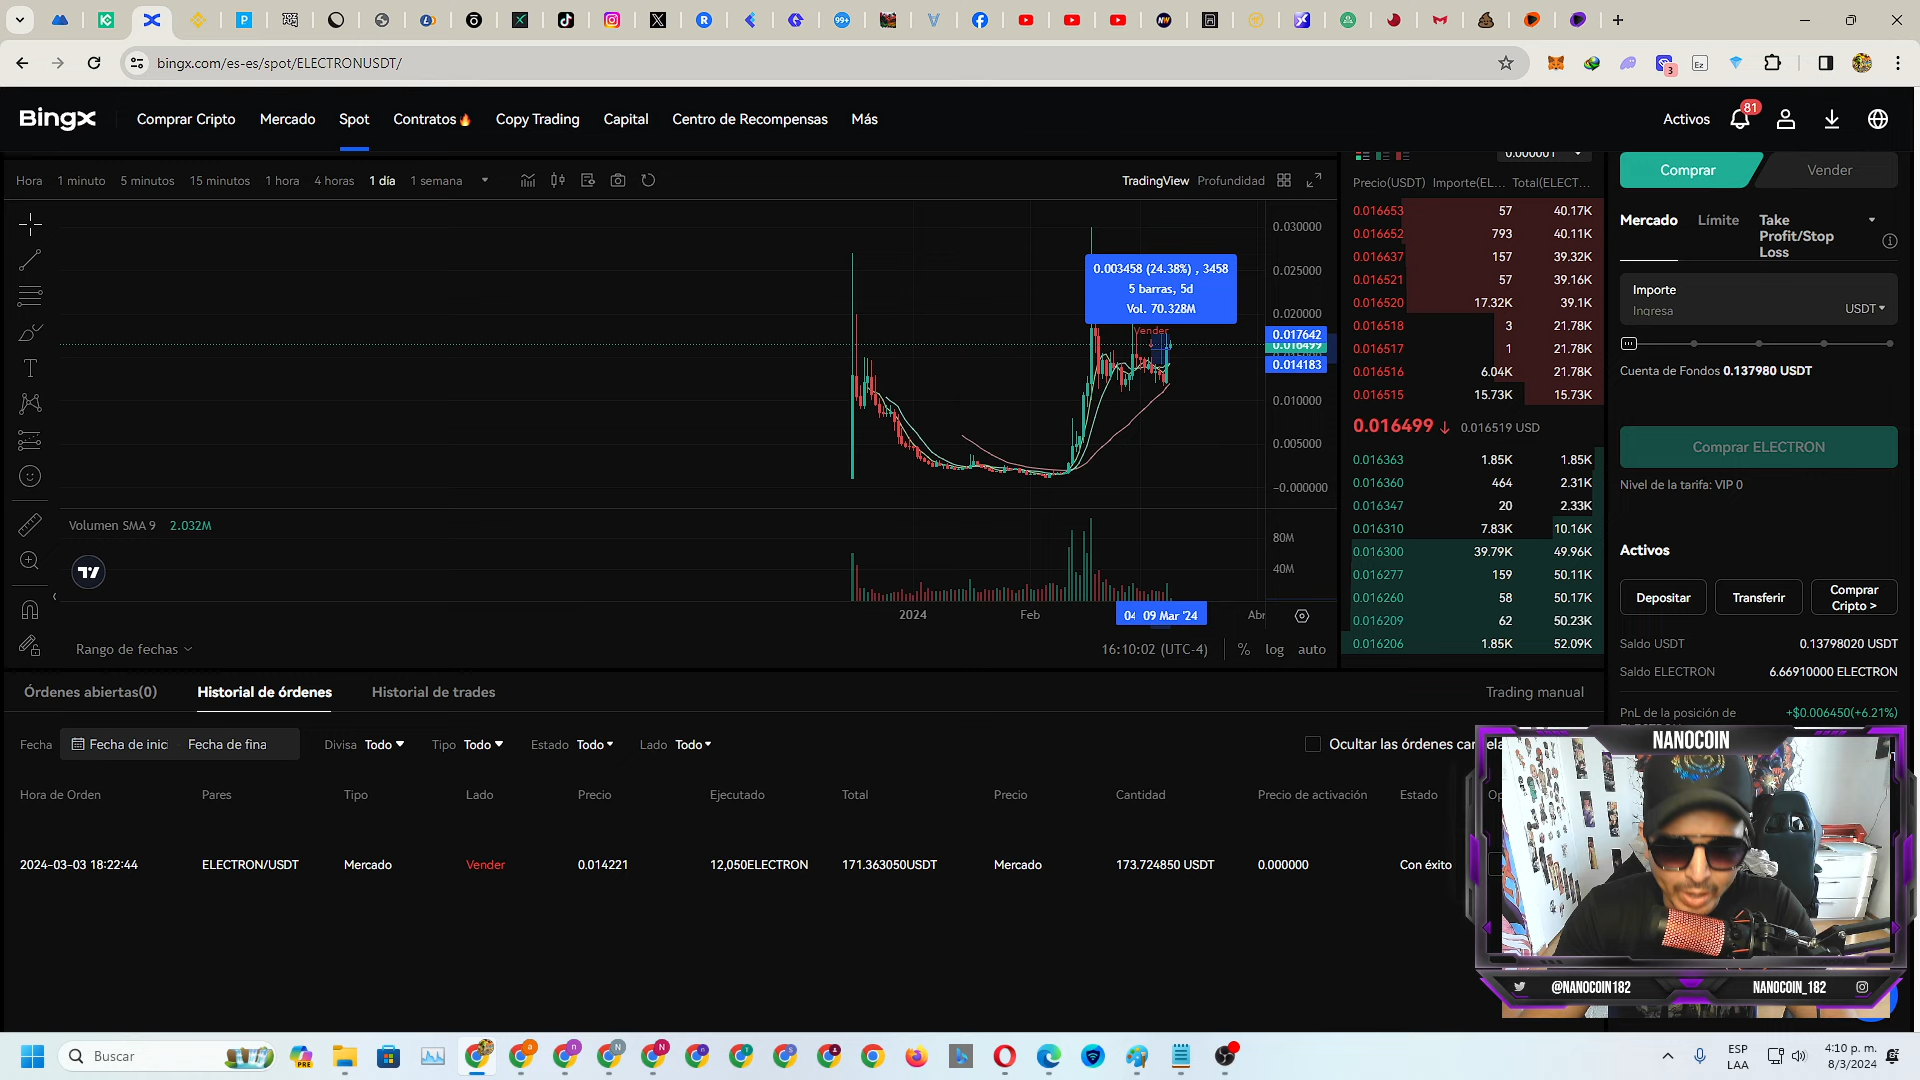 bingx.com/es-es/spot/ELECTRONUSDT/
99+
3
BingX
Comprar Cripto
Mercado
Spot
Contratos
Copy Trading
Capital
Centro de Recompensas
Más
Activos
81
Hora
1 minuto
5 minutos
15 minutos
1 hora
4 horas
1 día
1 semana
TradingView
Profundidad
0.030000
0.025000
0.020000
0.017642
0.016499
0.014183
0.010000
0.005000
−0.000000
0.003458 (24.38%) , 3458
5 barras, 5d
Vol. 70.328M
Vender
Volumen SMA 9 2.032M
80M
40M
2024
Feb
09 Mar '24
Abr
Rango de fechas
16:10:02 (UTC-4)
%
log
auto
0.000001
Precio(USDT) Importe(EL... Total(ELECT...
0.016653 57 40.17K
0.016652 793 40.11K
0.016637 157 39.32K
0.016521 57 39.16K
0.016520 17.32K 39.1K
0.016518 3 21.78K
0.016517 1 21.78K
0.016516 6.04K 21.78K
0.016515 15.73K 15.73K
0.016499 ↓ 0.016519 USD
0.016363 1.85K 1.85K
0.016360 464 2.31K
0.016347 20 2.33K
0.016310 7.83K 10.16K
0.016300 39.79K 49.96K
0.016277 159 50.11K
0.016260 58 50.17K
0.016209 62 50.23K
0.016206 1.85K 52.09K
Comprar
Vender
Mercado
Límite
Take
Profit/Stop
Loss
Importe
Ingresa
USDT
Cuenta de Fondos 0.137980 USDT
Comprar ELECTRON
Nivel de la tarifa: VIP 0
Activos
Depositar
Transferir
Comprar
Cripto >
Saldo USDT 0.13798020 USDT
Saldo ELECTRON 6.66910000 ELECTRON
PnL de la posición de +$0.006450(+6.21%)
Órdenes abiertas(0)
Historial de órdenes
Historial de trades
Trading manual
Fecha
Fecha de inic
Fecha de fina
Divisa Todo
Tipo Todo
Estado Todo
Lado Todo
Ocultar las órdenes cancela
Hora de Orden
Pares
Tipo
Lado
Precio
Ejecutado
Total
Precio
Cantidad
Precio de activación
Estado
Op
2024-03-03 18:22:44
ELECTRON/USDT
Mercado
Vender
0.014221
12,050ELECTRON
171.363050USDT
Mercado
173.724850 USDT
0.000000
Con éxito
NANOCOIN
@NANOCOIN182
NANOCOIN_182
Buscar
PRE
ESP
LAA
4:10 p. m.
8/3/2024